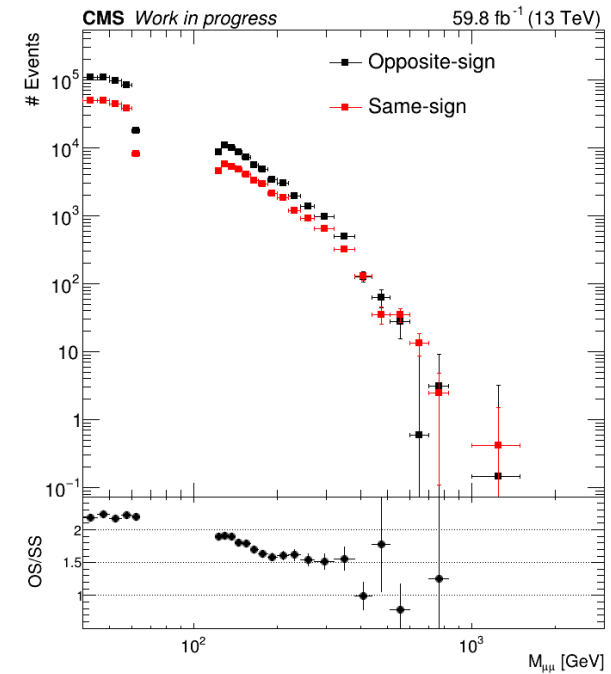 CMS Work in progress 59.8 fb⁻¹ (13 TeV)
# Events
Opposite-sign
Same-sign
10⁵
10⁴
10³
10²
10
1
10⁻¹
OS/SS
2
1.5
1
10²
10³
M_μμ [GeV]